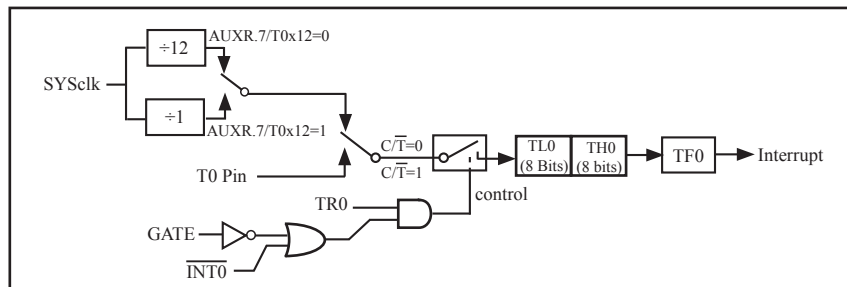 AUXR.7/T0x12=0
÷12
SYSclk
÷1
AUXR.7/T0x12=1
C/T̅=0
C/T̅=1
T0 Pin
TL0
(8 Bits)
TH0
(8 bits)
TF0
Interrupt
control
TR0
GATE
I̅N̅T̅0̅